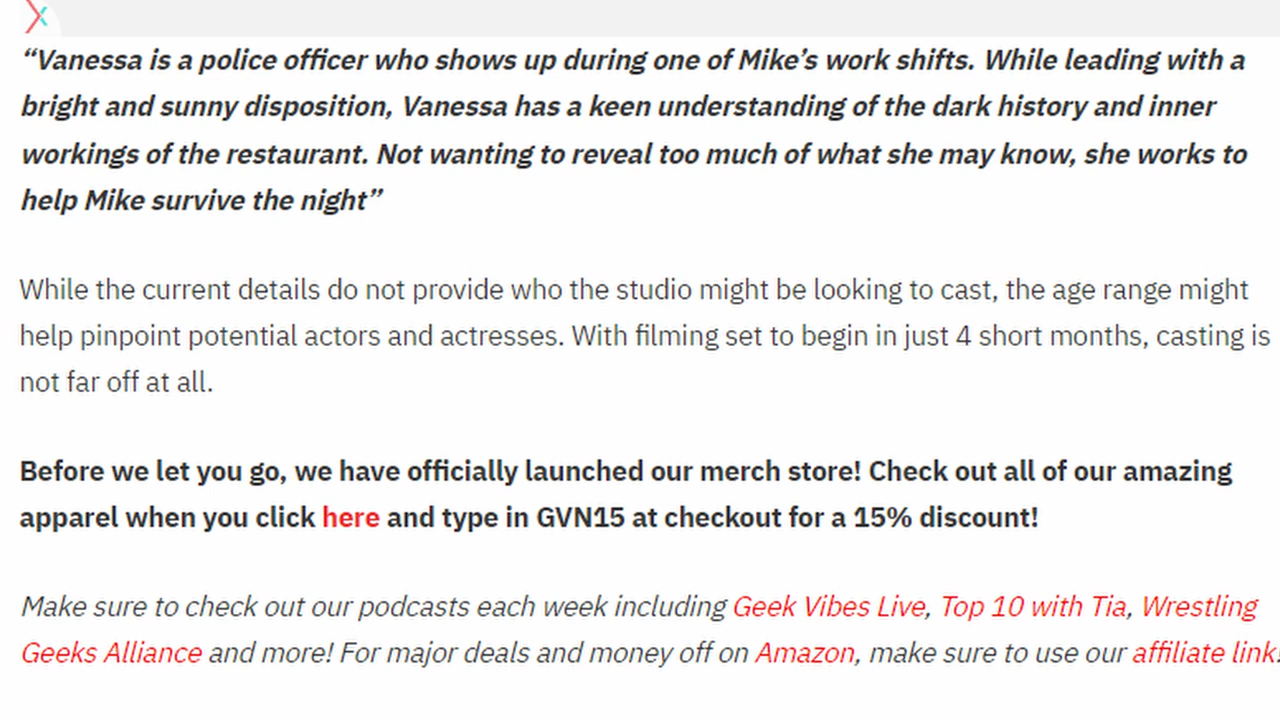 “Vanessa is a police officer who shows up during one of Mike’s work shifts. While leading with a
bright and sunny disposition, Vanessa has a keen understanding of the dark history and inner
workings of the restaurant. Not wanting to reveal too much of what she may know, she works to
help Mike survive the night”
While the current details do not provide who the studio might be looking to cast, the age range might
help pinpoint potential actors and actresses. With filming set to begin in just 4 short months, casting is
not far off at all.
Before we let you go, we have officially launched our merch store! Check out all of our amazing
apparel when you click here and type in GVN15 at checkout for a 15% discount!
Make sure to check out our podcasts each week including Geek Vibes Live, Top 10 with Tia, Wrestling
Geeks Alliance and more! For major deals and money off on Amazon, make sure to use our affiliate link!